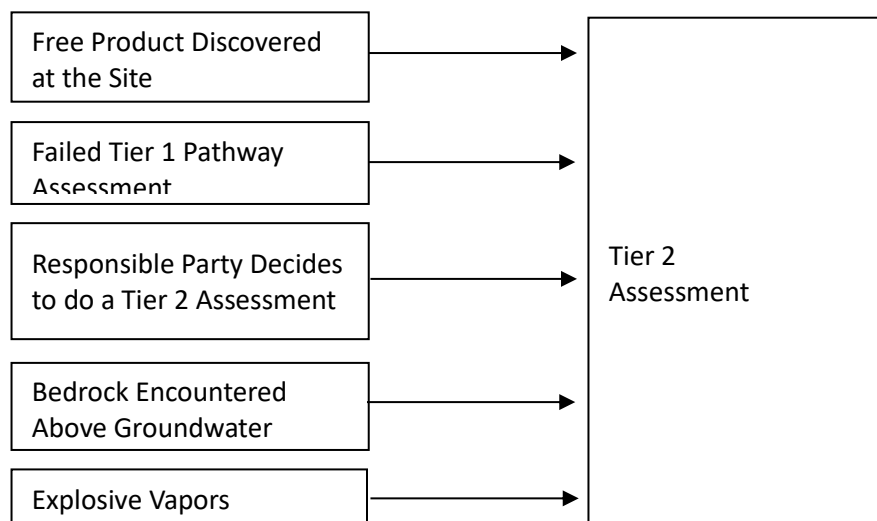 Free Product Discovered
at the Site
Failed Tier 1 Pathway
Assessment
Responsible Party Decides
to do a Tier 2 Assessment
Bedrock Encountered
Above Groundwater
Explosive Vapors
Tier 2
Assessment